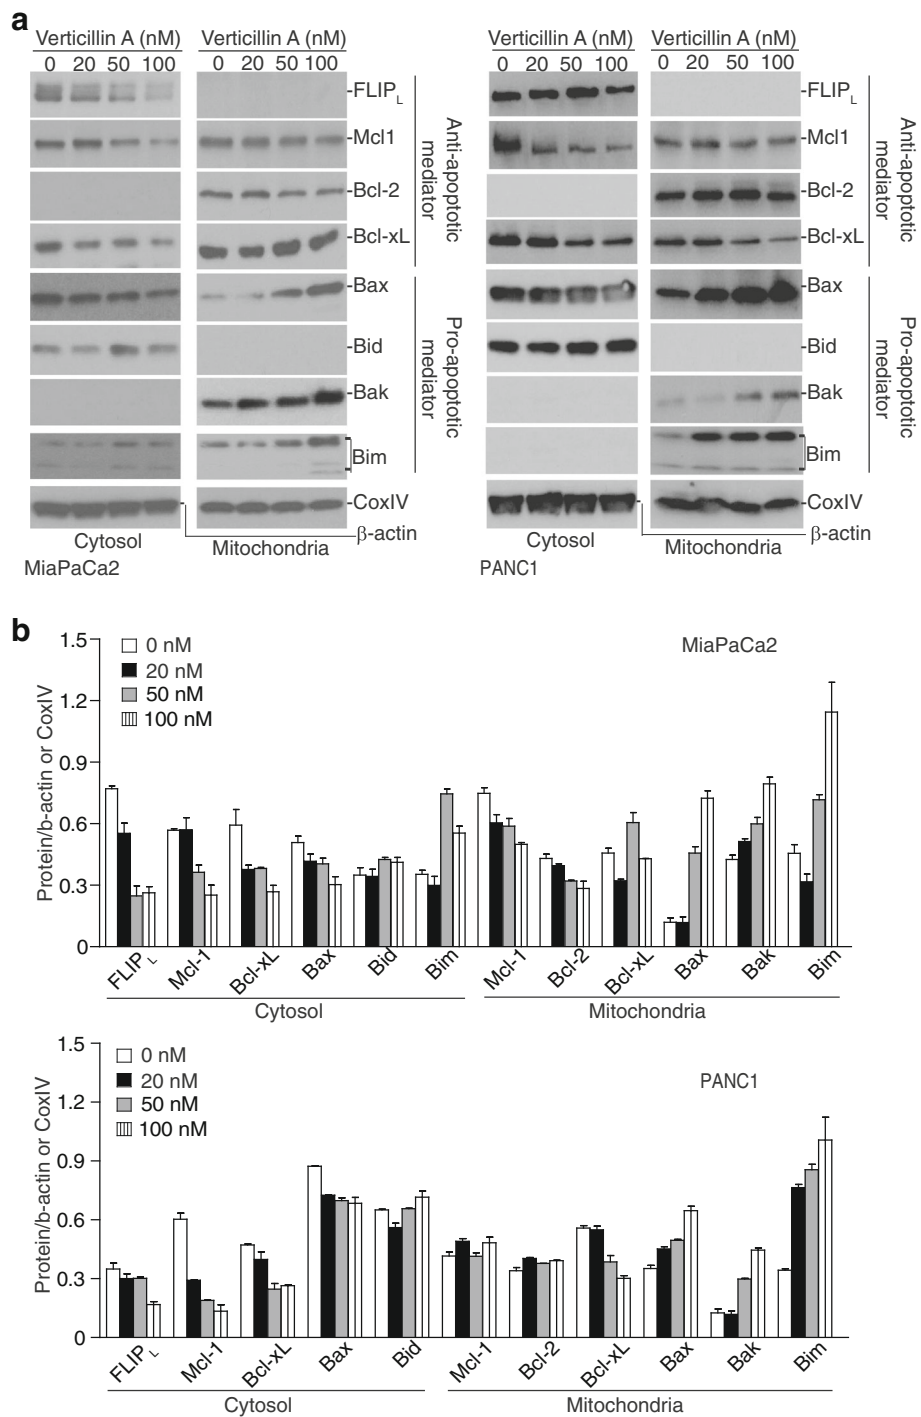 a
Verticillin A (nM) Verticillin A (nM) Verticillin A (nM) Verticillin A (nM)
0 20 50 100 0 20 50 100 0 20 50 100 0 20 50 100
-FLIPL -FLIPL
-Mcl1 -Mcl1
-Bcl-2 -Bcl-2
-Bcl-xL -Bcl-xL
Anti-apoptotic mediator Anti-apoptotic mediator
-Bax -Bax
-Bid -Bid
-Bak -Bak
Bim Bim
Pro-apoptotic mediator Pro-apoptotic mediator
-CoxIV -CoxIV
β-actin β-actin
Cytosol Mitochondria Cytosol Mitochondria
MiaPaCa2 PANC1
b
MiaPaCa2
Protein/b-actin or CoxIV
1.5
1.2
0.9
0.6
0.3
0
0 nM
20 nM
50 nM
100 nM
FLIP L Mcl-1 Bcl-xL Bax Bid Bim Mcl-1 Bcl-2 Bcl-xL Bax Bak Bim
Cytosol Mitochondria
PANC1
Protein/b-actin or CoxIV
1.5
1.2
0.9
0.6
0.3
0
0 nM
20 nM
50 nM
100 nM
FLIP L Mcl-1 Bcl-xL Bax Bid Mcl-1 Bcl-2 Bcl-xL Bax Bak Bim
Cytosol Mitochondria